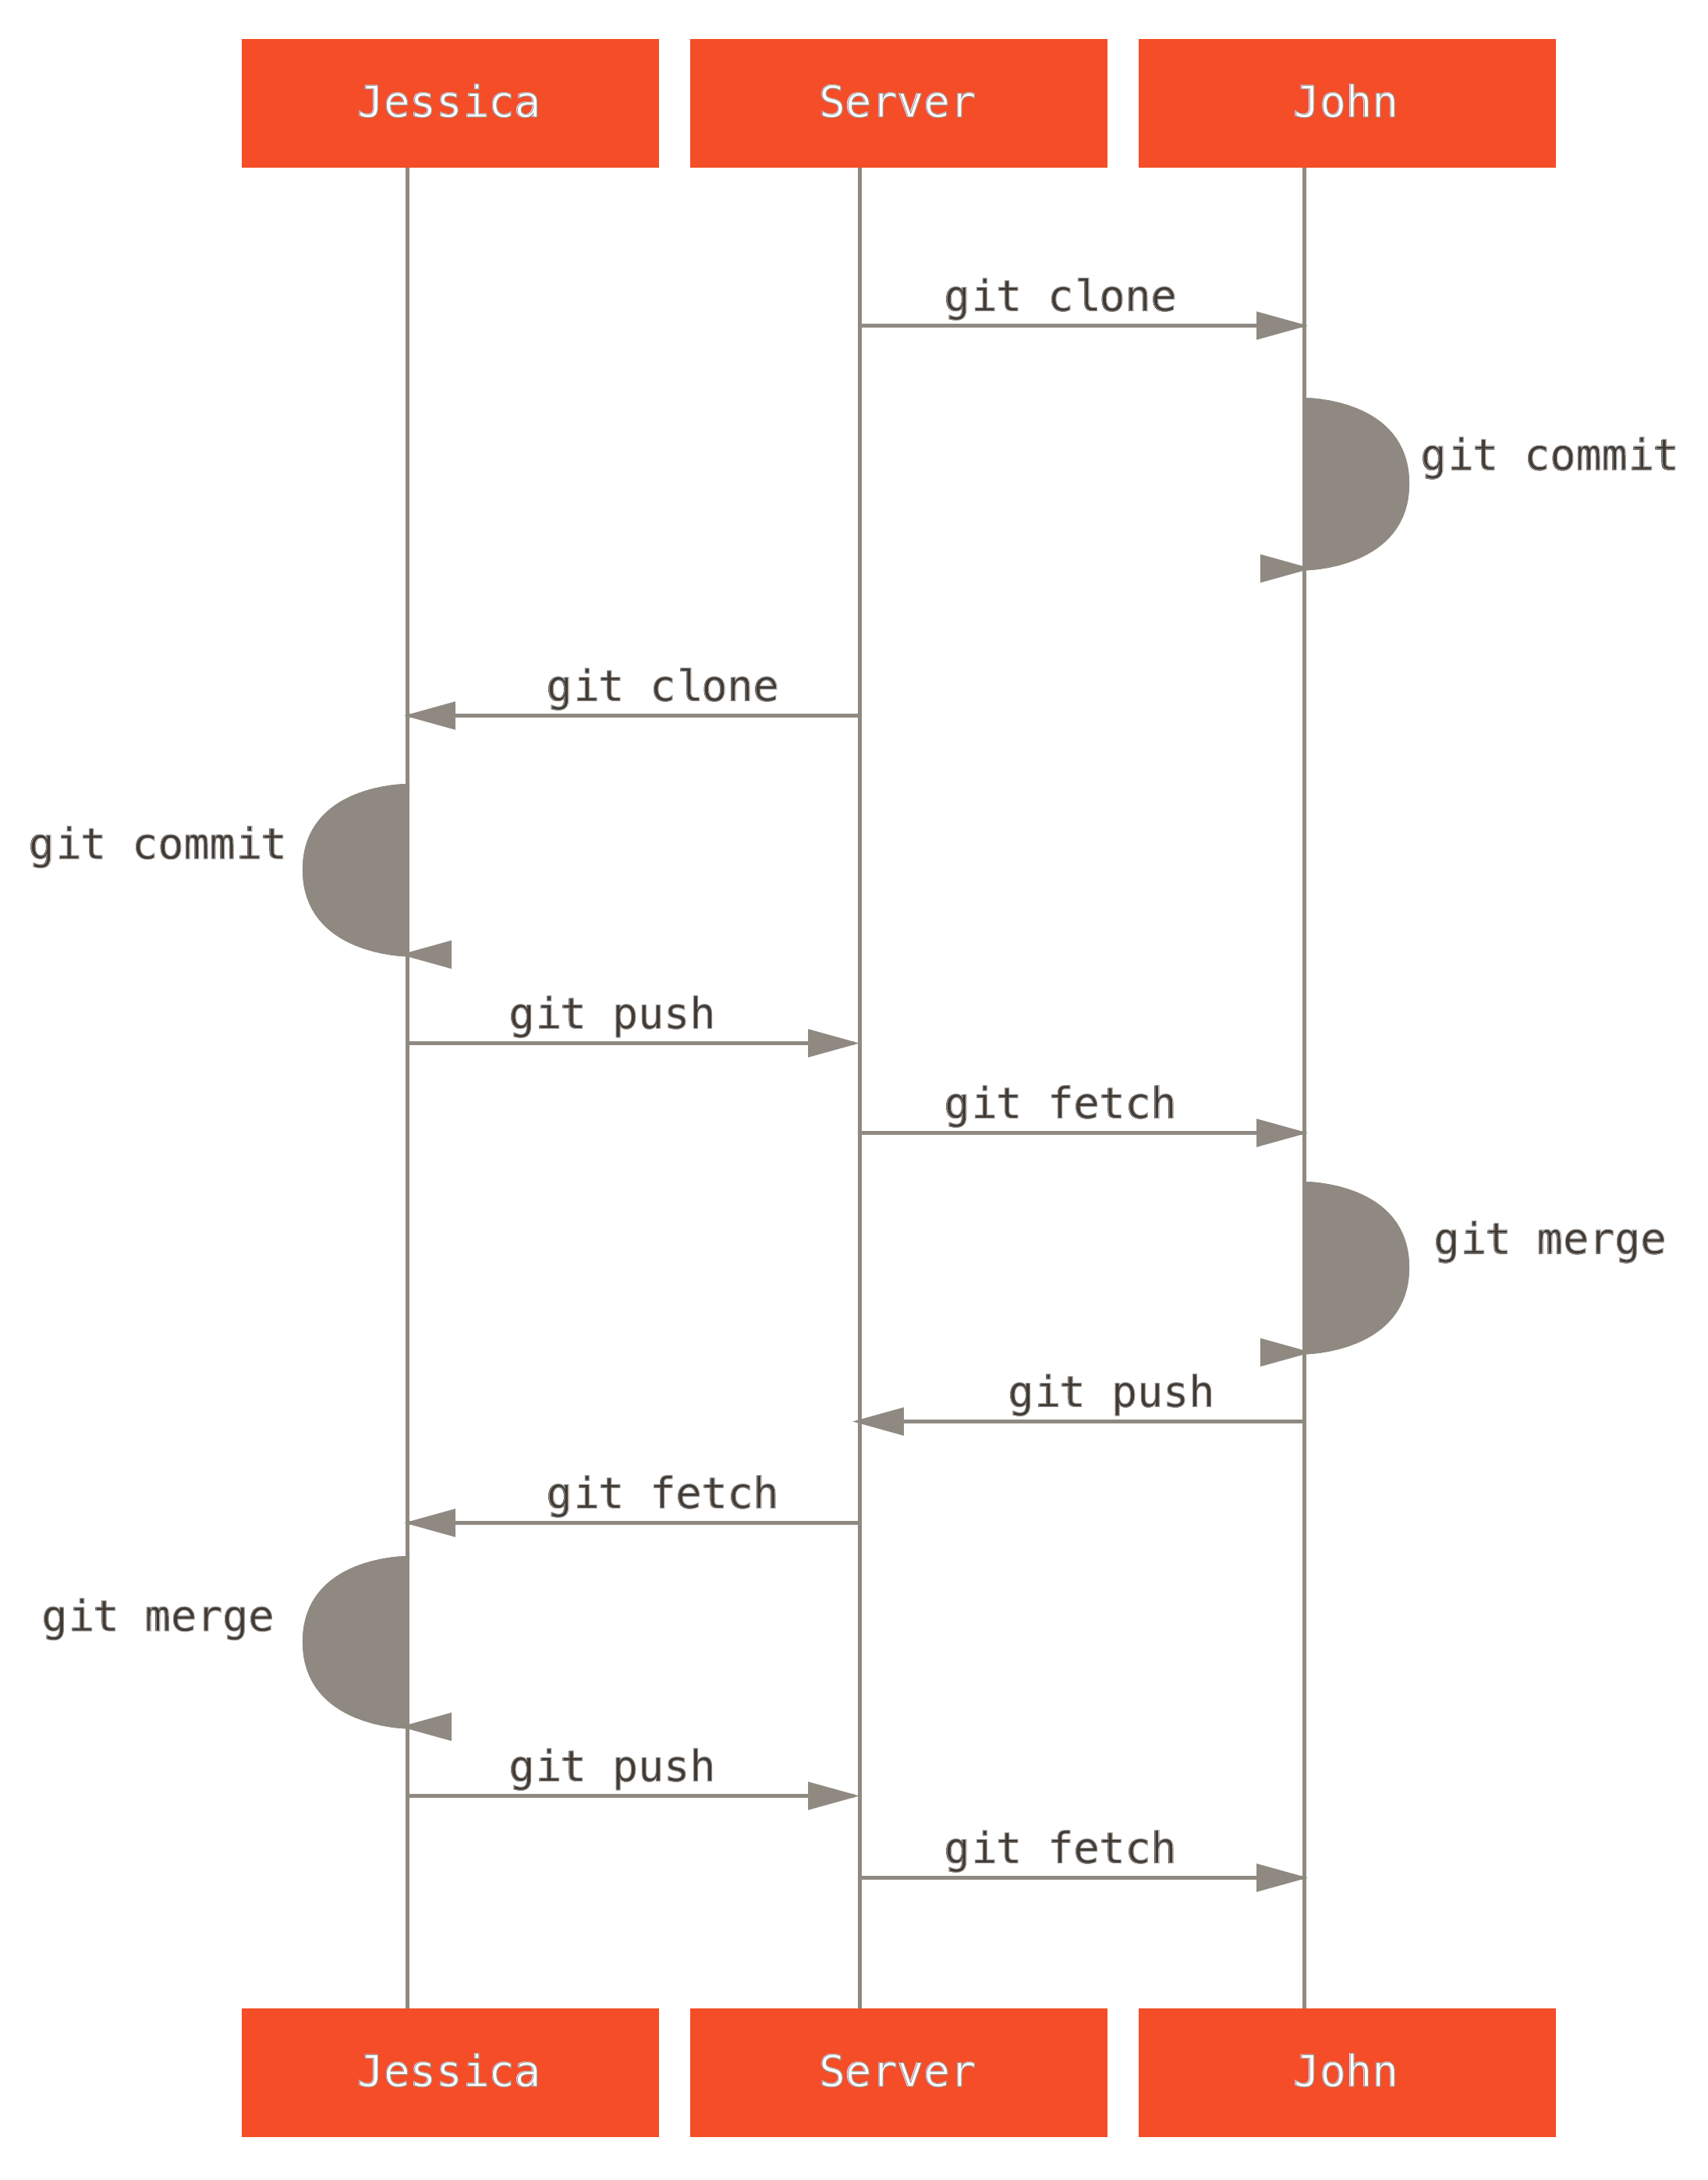 Jessica
Server
John
git clone
git commit
git clone
git commit
git push
git fetch
git merge
git push
git fetch
git merge
git push
git fetch
Jessica
Server
John